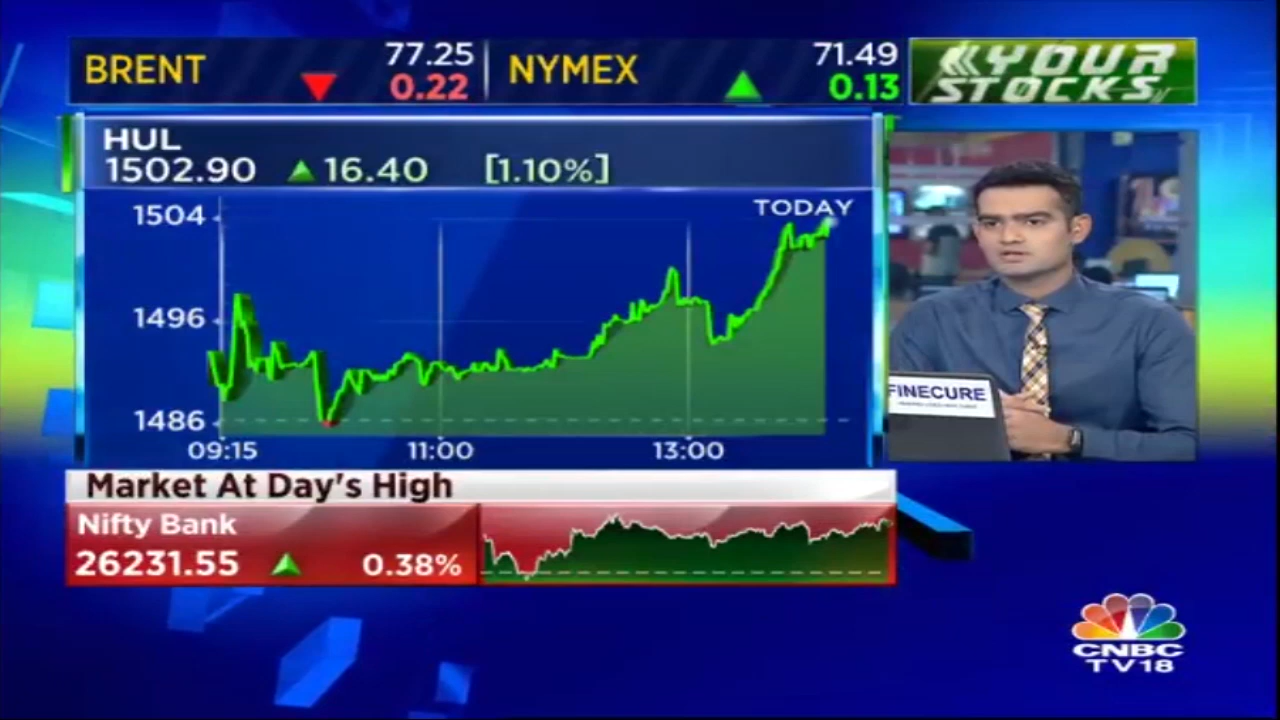 BRENT 77.25
0.22
NYMEX 71.49
0.13
YOUR
STOCKS
HUL
1502.90 16.40 [1.10%]
TODAY
1504
1496
1486
09:15 11:00 13:00
FINECURE
Market At Day's High
Nifty Bank
26231.55 0.38%
CNBC
TV18